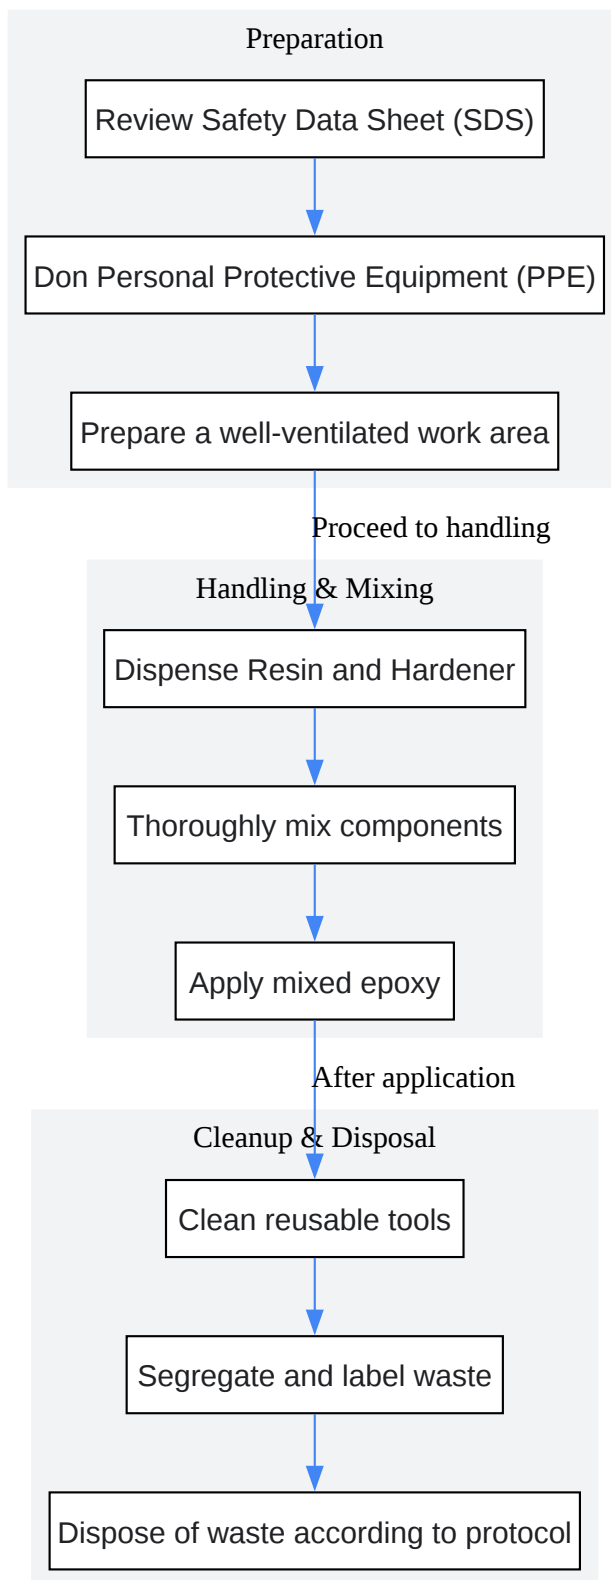 Preparation
Review Safety Data Sheet (SDS)
Don Personal Protective Equipment (PPE)
Prepare a well-ventilated work area
Proceed to handling
Handling & Mixing
Dispense Resin and Hardener
Thoroughly mix components
Apply mixed epoxy
After application
Cleanup & Disposal
Clean reusable tools
Segregate and label waste
Dispose of waste according to protocol